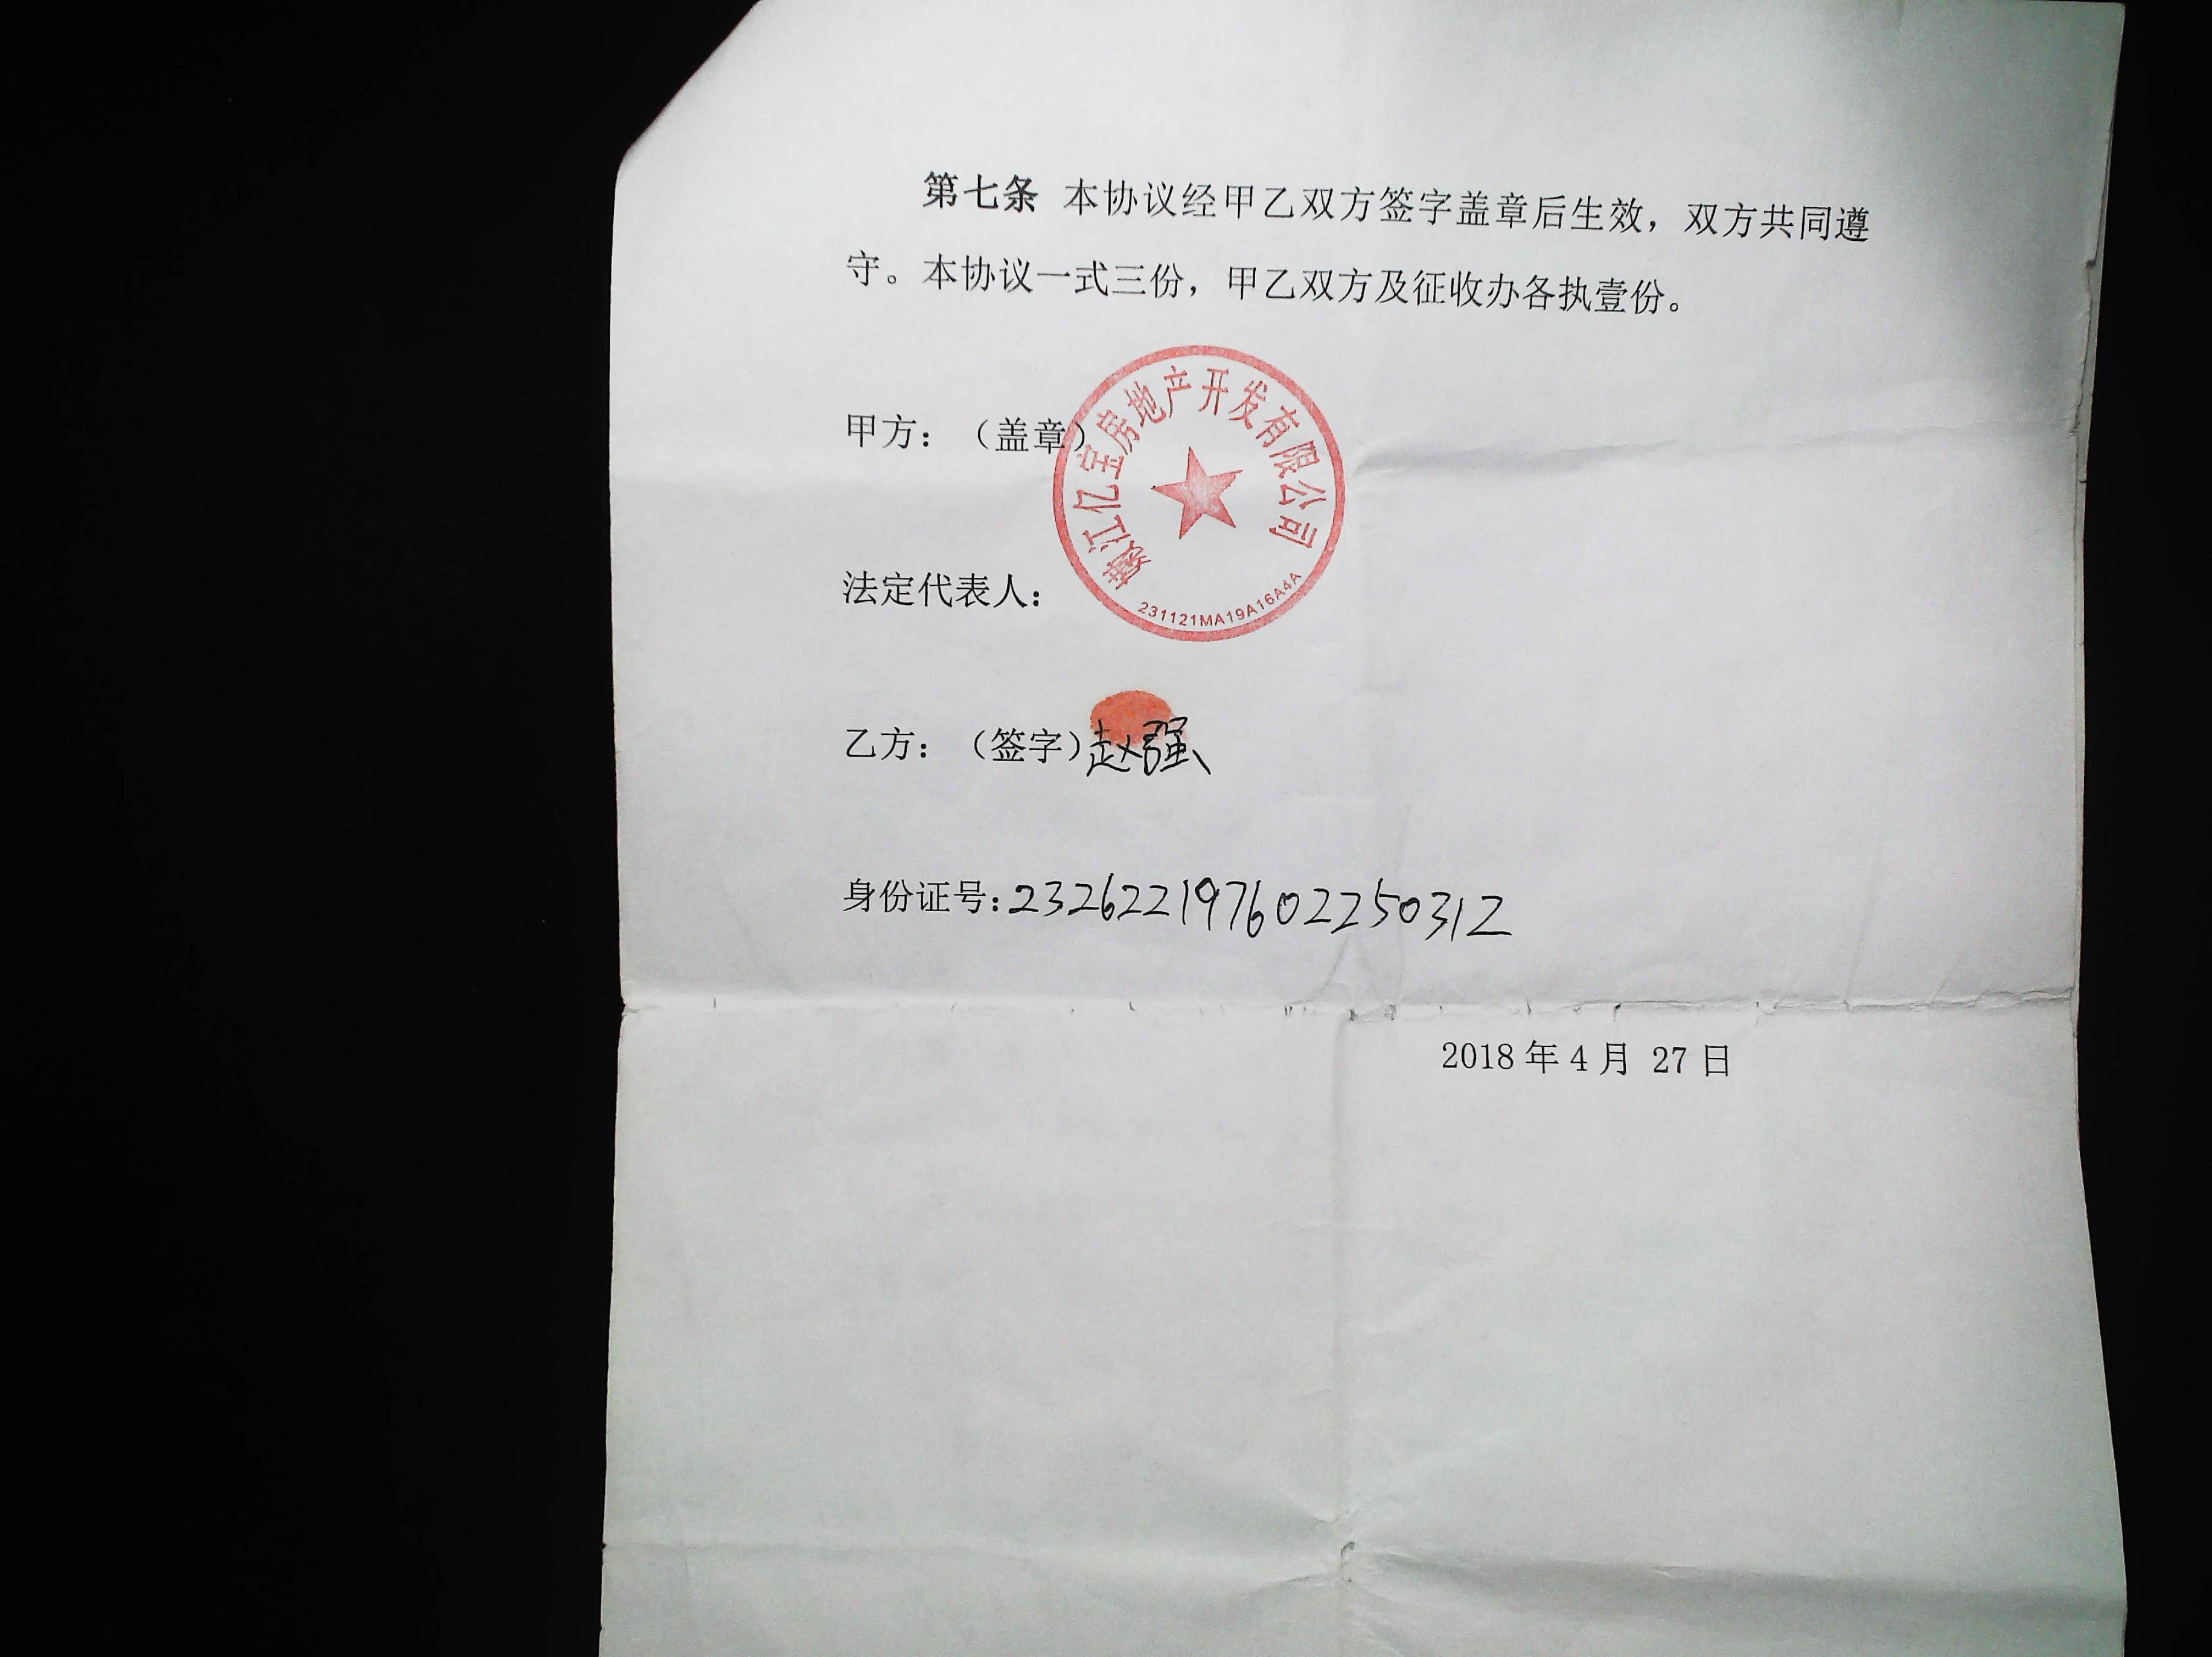 第七条 本协议经甲乙双方签字盖章后生效，双方共同遵
守。本协议一式三份，甲乙双方及征收办各执壹份。
甲方：（盖章）
嫩江亿宝房地产开发有限公司
231121MA19A16A4A
法定代表人：
乙方：（签字）赵强
身份证号：232622197602250312
2018年4月 27日